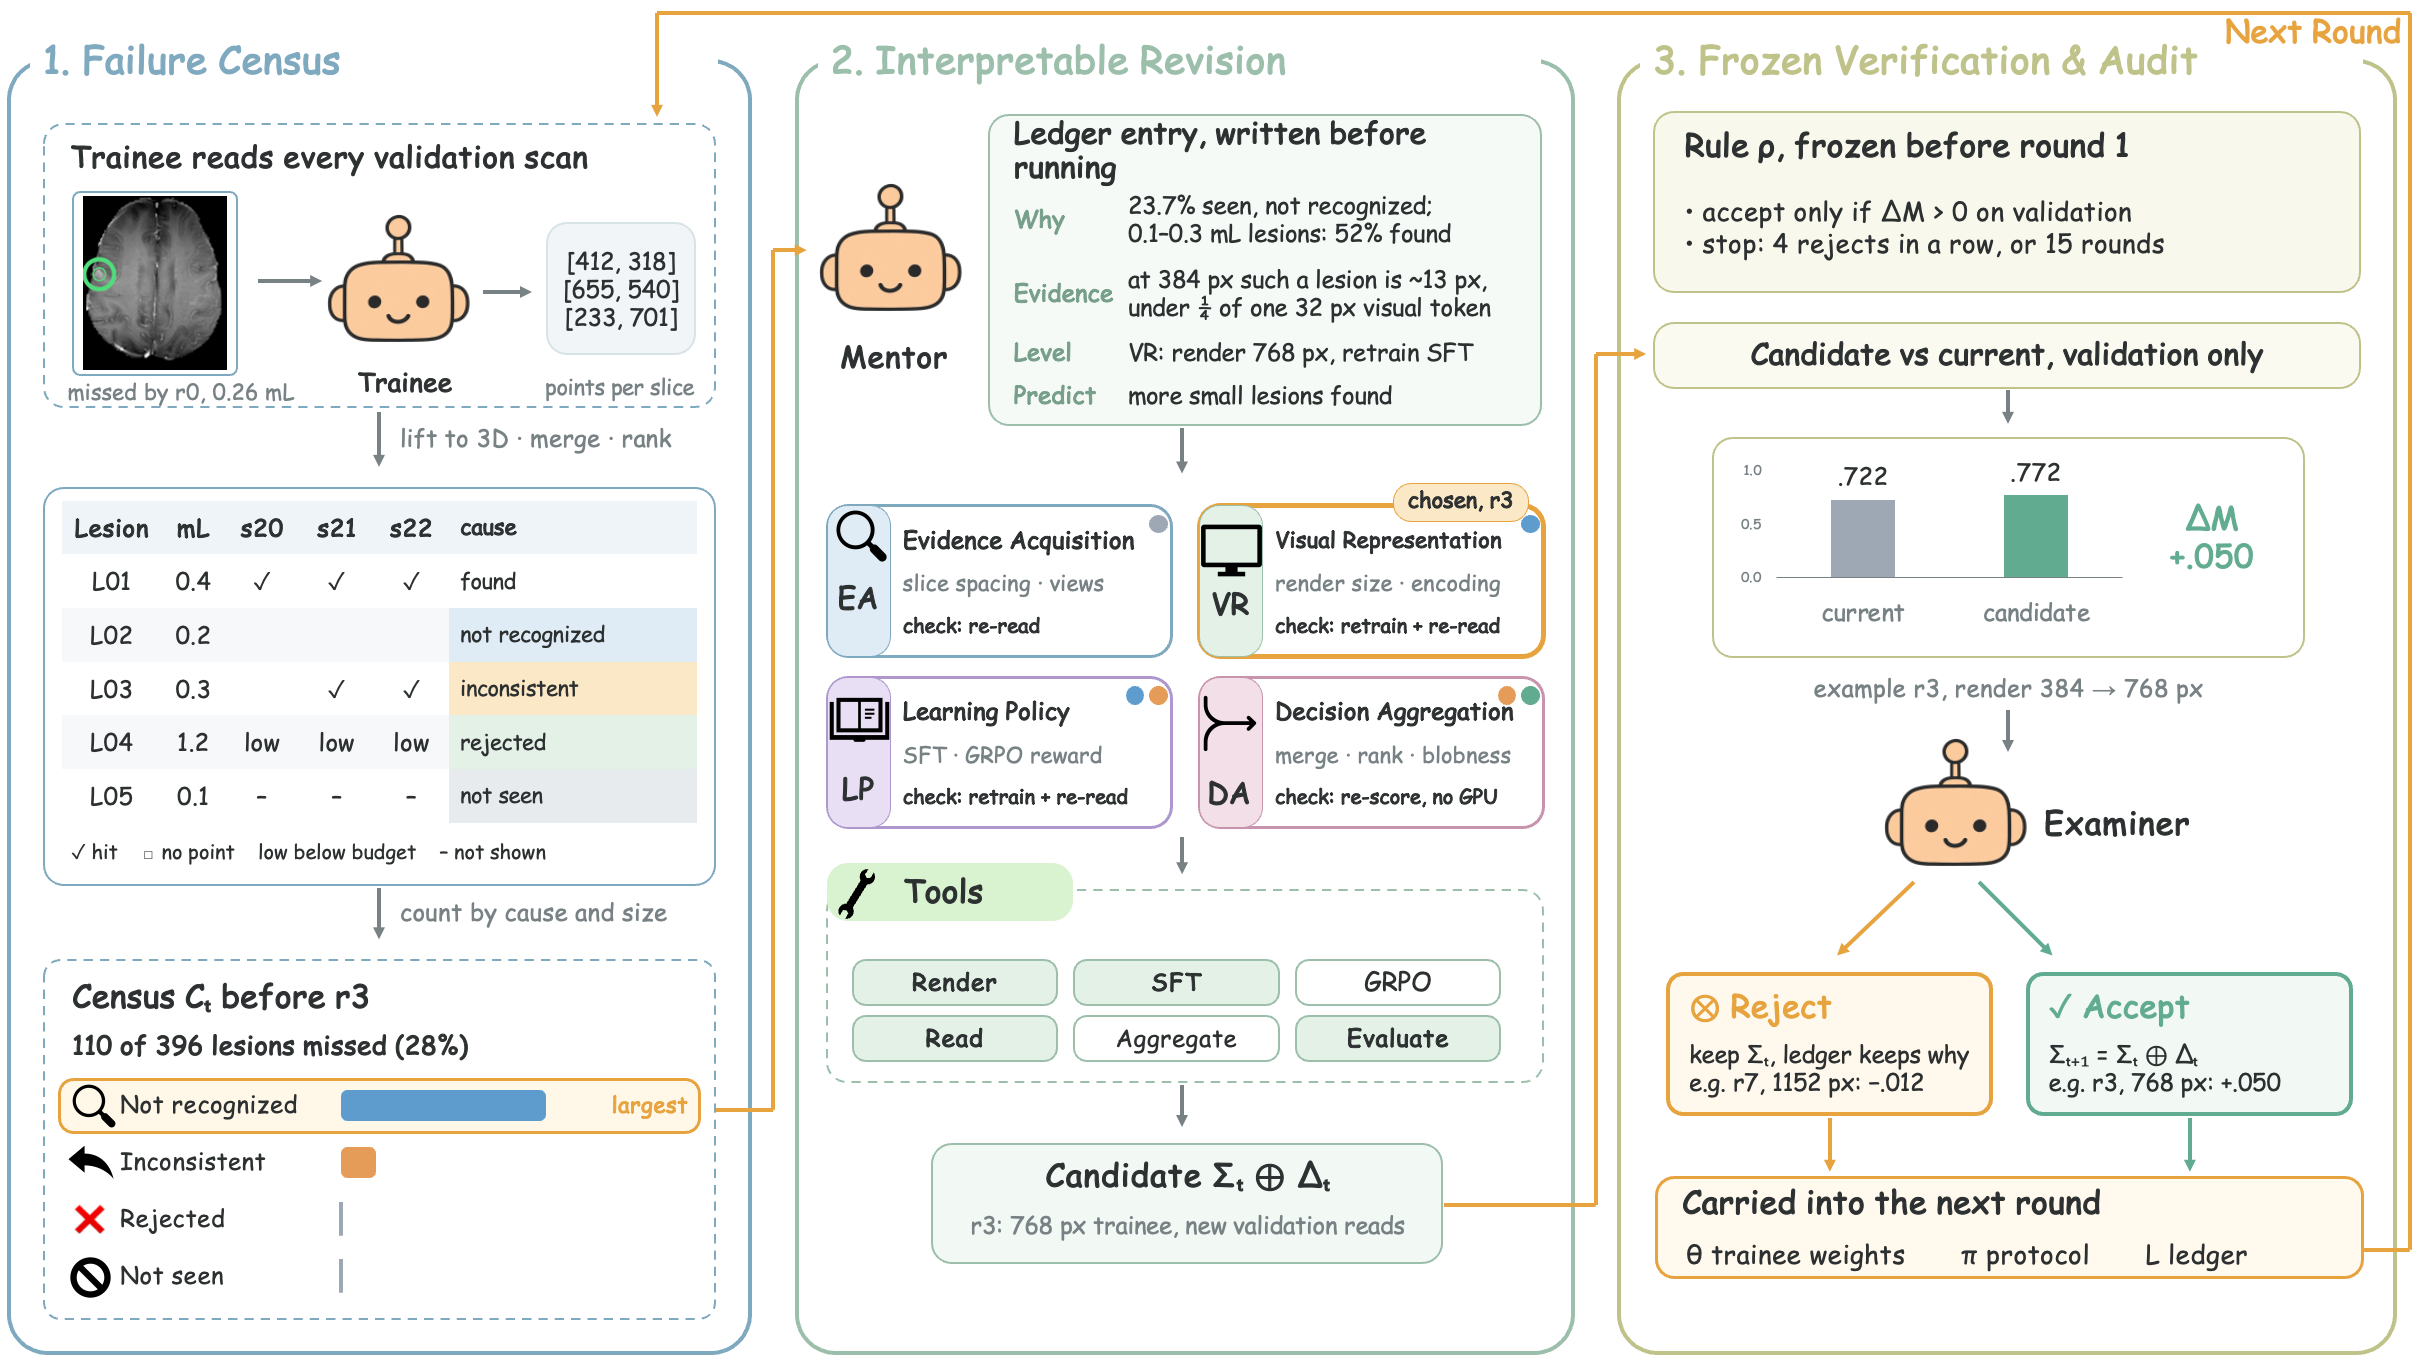 Next Round
1. Failure Census
Trainee reads every validation scan
[412, 318]
[655, 540]
[233, 701]
missed by r0, 0.26 mL
Trainee
points per slice
lift to 3D · merge · rank
Lesion mL s20 s21 s22 cause
L01 0.4 ✓ ✓ ✓ found
L02 0.2 not recognized
L03 0.3 ✓ ✓ inconsistent
L04 1.2 low low low rejected
L05 0.1 – – – not seen
✓ hit □ no point low below budget – not shown
count by cause and size
Census Cₜ before r3
110 of 396 lesions missed (28%)
Not recognized largest
Inconsistent
Rejected
Not seen
2. Interpretable Revision
Mentor
Ledger entry, written before
running
Why 23.7% seen, not recognized;
0.1–0.3 mL lesions: 52% found
Evidence at 384 px such a lesion is ~13 px,
under ¼ of one 32 px visual token
Level VR: render 768 px, retrain SFT
Predict more small lesions found
EA
Evidence Acquisition
slice spacing · views
check: re-read
chosen, r3
VR
Visual Representation
render size · encoding
check: retrain + re-read
LP
Learning Policy
SFT · GRPO reward
check: retrain + re-read
DA
Decision Aggregation
merge · rank · blobness
check: re-score, no GPU
Tools
Render SFT GRPO
Read Aggregate Evaluate
Candidate Σₜ ⊕ Δₜ
r3: 768 px trainee, new validation reads
3. Frozen Verification & Audit
Rule ρ, frozen before round 1
• accept only if ΔM > 0 on validation
• stop: 4 rejects in a row, or 15 rounds
Candidate vs current, validation only
1.0
0.5
0.0
.722 .772
current candidate
ΔM
+.050
example r3, render 384 → 768 px
Examiner
⊗ Reject
keep Σₜ, ledger keeps why
e.g. r7, 1152 px: −.012
✓ Accept
Σₜ₊₁ = Σₜ ⊕ Δₜ
e.g. r3, 768 px: +.050
Carried into the next round
θ trainee weights π protocol L ledger